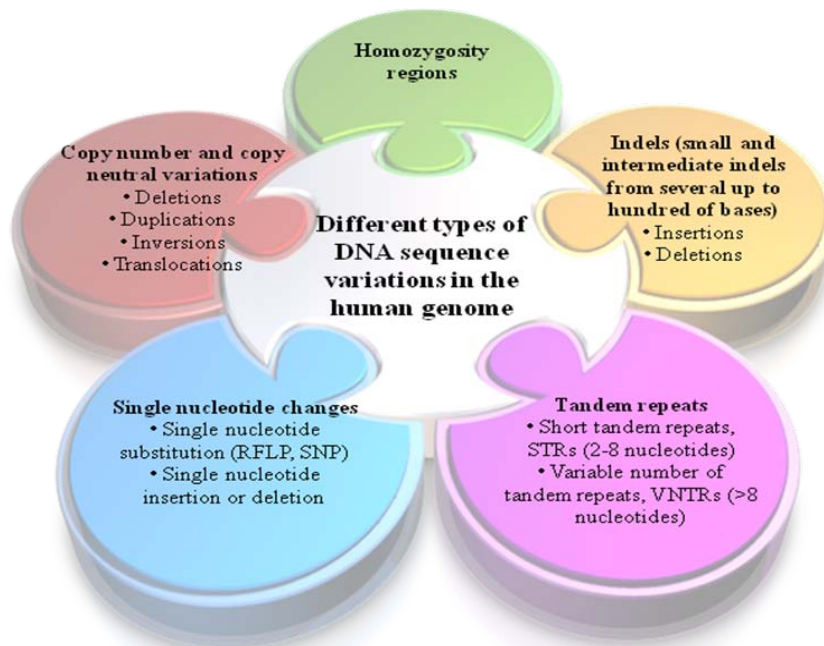 Homozygosity
regions
Copy number and copy
neutral variations
• Deletions
• Duplications
• Inversions
• Translocations
Indels (small and
intermediate indels
from several up to
hundred of bases)
• Insertions
• Deletions
Different types of
DNA sequence
variations in the
human genome
Single nucleotide changes
• Single nucleotide
substitution (RFLP, SNP)
• Single nucleotide
insertion or deletion
Tandem repeats
• Short tandem repeats,
STRs (2-8 nucleotides)
• Variable number of
tandem repeats, VNTRs (>8
nucleotides)